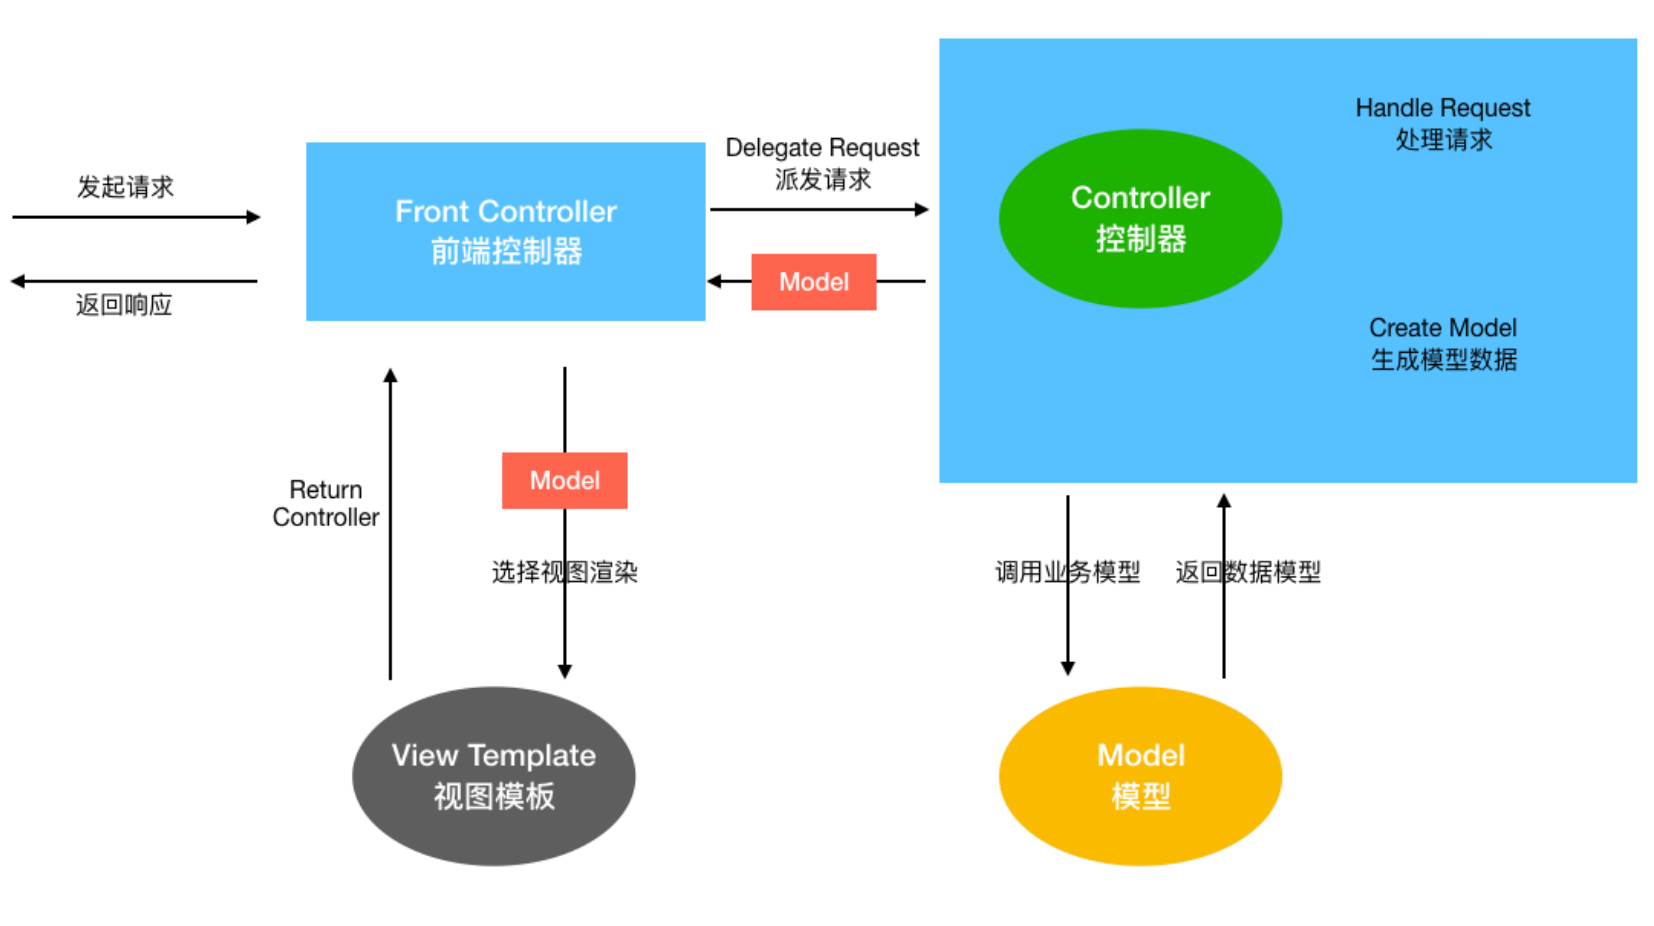 发起请求
返回响应
Front Controller
前端控制器
Delegate Request
派发请求
Model
Controller
控制器
Handle Request
处理请求
Create Model
生成模型数据
Return
Controller
Model
选择视图渲染
调用业务模型
返回数据模型
View Template
视图模板
Model
模型